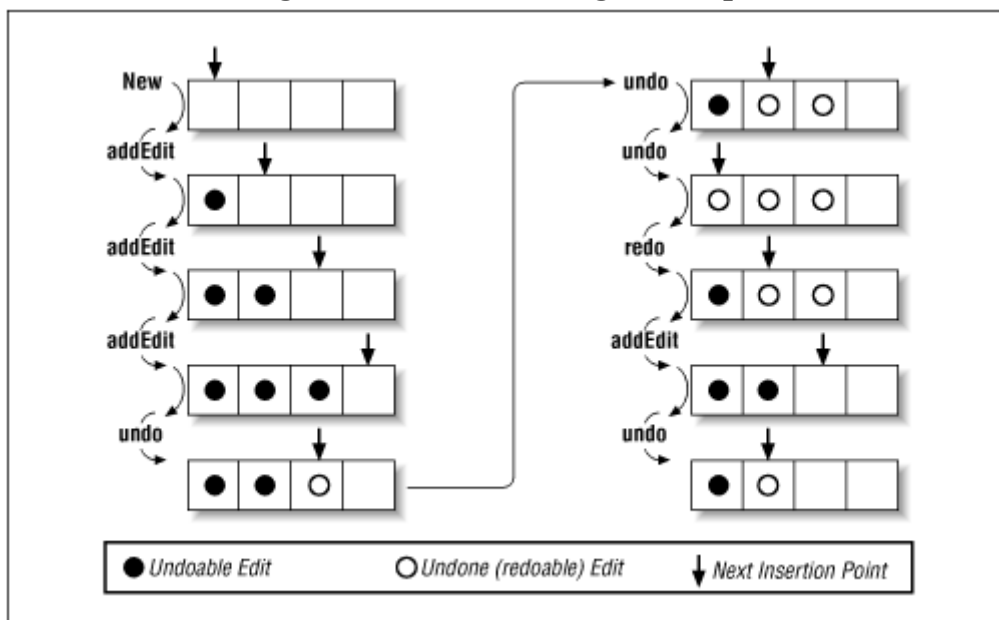 New
addEdit
addEdit
addEdit
undo
undo
undo
redo
addEdit
undo
Undoable Edit
Undone (redoable) Edit
Next Insertion Point